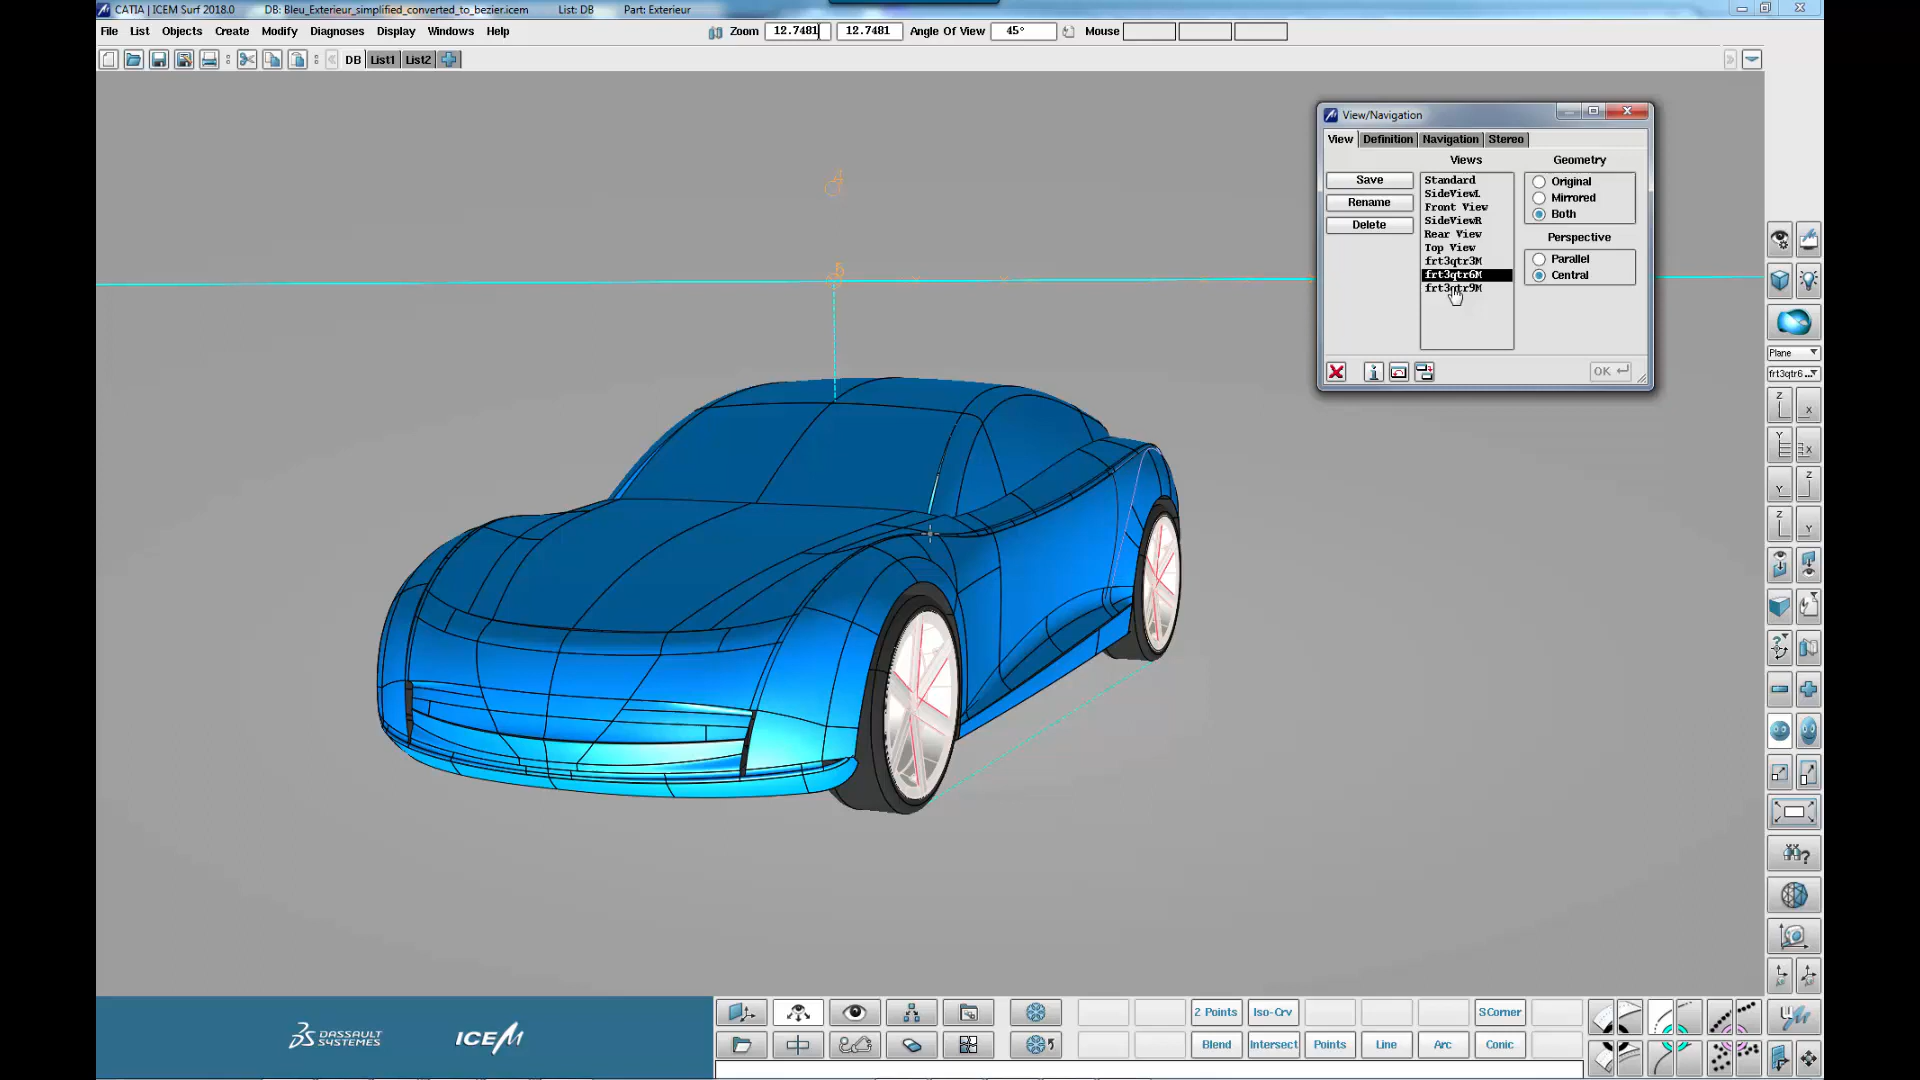 CATIA | ICEM Surf 2018.0 DB: Bleu_Exterieur_simplified_converted_to_bezier.icem List: DB Part: Exterieur
File List Objects Create Modify Diagnoses Display Windows Help Zoom 12.7481 12.7481 Angle Of View 45° Mouse
DB List1 List2
View/Navigation
View Definition Navigation Stereo
Views Geometry
Save Standard Original
SideViewL Mirrored
Rename Front View Both
Delete SideViewR
Rear View Perspective
Top View
frt3qtr3M Parallel
frt3qtr6M Central
frt3qtr9M
OK
Plane
frt3qtr6...
Z X
Y X
Y Z
Z Y
DASSAULT SYSTEMES ICEM
2 Points Iso-Crv SCorner
Blend Intersect Points Line Arc Conic